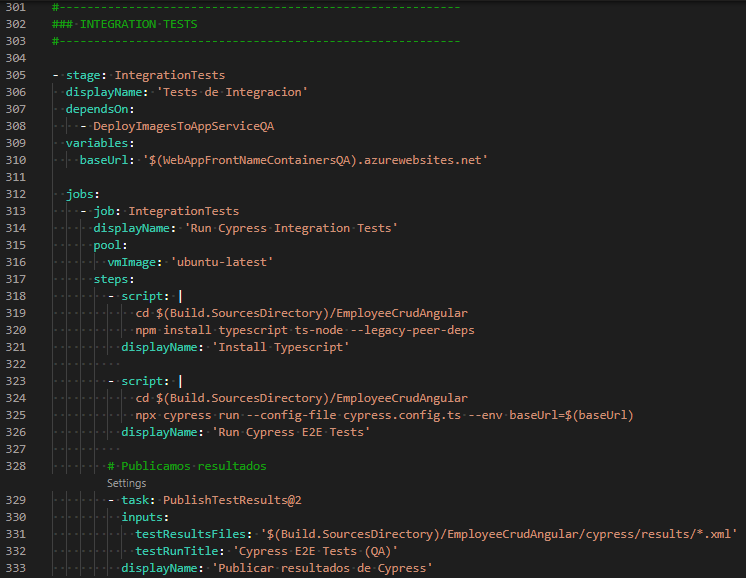 301 #---------------------------------------------------------
302 ### INTEGRATION TESTS
303 #---------------------------------------------------------
304
305 - stage: IntegrationTests
306   displayName: 'Tests de Integracion'
307   dependsOn:
308     - DeployImagesToAppServiceQA
309   variables:
310     baseUrl: '$(WebAppFrontNameContainersQA).azurewebsites.net'
311
312   jobs:
313     - job: IntegrationTests
314       displayName: 'Run Cypress Integration Tests'
315       pool:
316         vmImage: 'ubuntu-latest'
317       steps:
318         - script: |
319             cd $(Build.SourcesDirectory)/EmployeeCrudAngular
320             npm install typescript ts-node --legacy-peer-deps
321           displayName: 'Install Typescript'
322
323         - script: |
324             cd $(Build.SourcesDirectory)/EmployeeCrudAngular
325             npx cypress run --config-file cypress.config.ts --env baseUrl=$(baseUrl)
326           displayName: 'Run Cypress E2E Tests'
327
328         # Publicamos resultados
Settings
329         - task: PublishTestResults@2
330           inputs:
331             testResultsFiles: '$(Build.SourcesDirectory)/EmployeeCrudAngular/cypress/results/*.xml'
332             testRunTitle: 'Cypress E2E Tests (QA)'
333           displayName: 'Publicar resultados de Cypress'